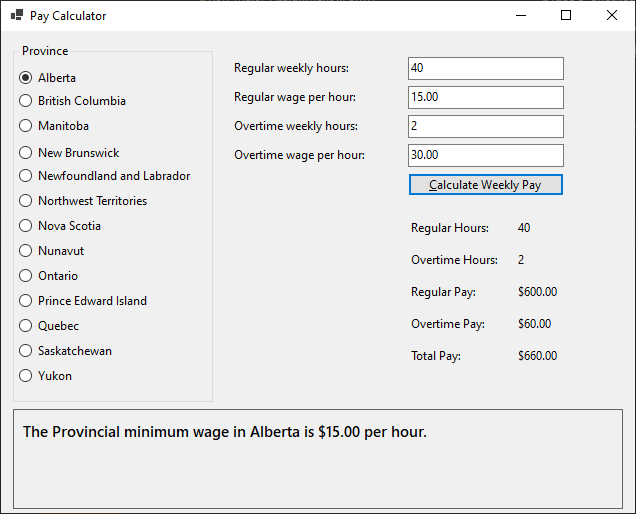 Pay Calculator
Province
Alberta
British Columbia
Manitoba
New Brunswick
Newfoundland and Labrador
Northwest Territories
Nova Scotia
Nunavut
Ontario
Prince Edward Island
Quebec
Saskatchewan
Yukon
Regular weekly hours: 40
Regular wage per hour: 15.00
Overtime weekly hours: 2
Overtime wage per hour: 30.00
Calculate Weekly Pay
Regular Hours: 40
Overtime Hours: 2
Regular Pay: $600.00
Overtime Pay: $60.00
Total Pay: $660.00
The Provincial minimum wage in Alberta is $15.00 per hour.